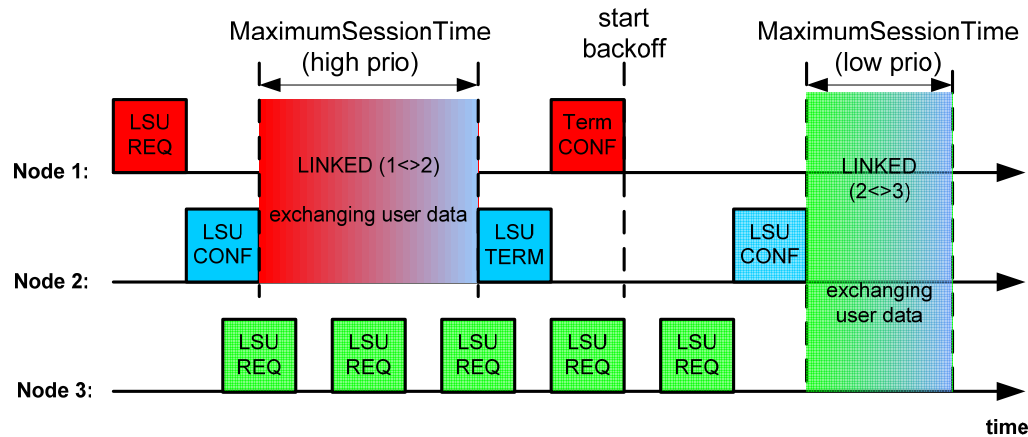 start
backoff
MaximumSessionTime
(high prio)
MaximumSessionTime
(low prio)
LSU
REQ
Term
CONF
LINKED (1<>2)
exchanging user data
LINKED
(2<>3)
Node 1:
LSU
CONF
LSU
TERM
LSU
CONF
Node 2:
exchanging
user data
LSU
REQ
LSU
REQ
LSU
REQ
LSU
REQ
LSU
REQ
Node 3:
time